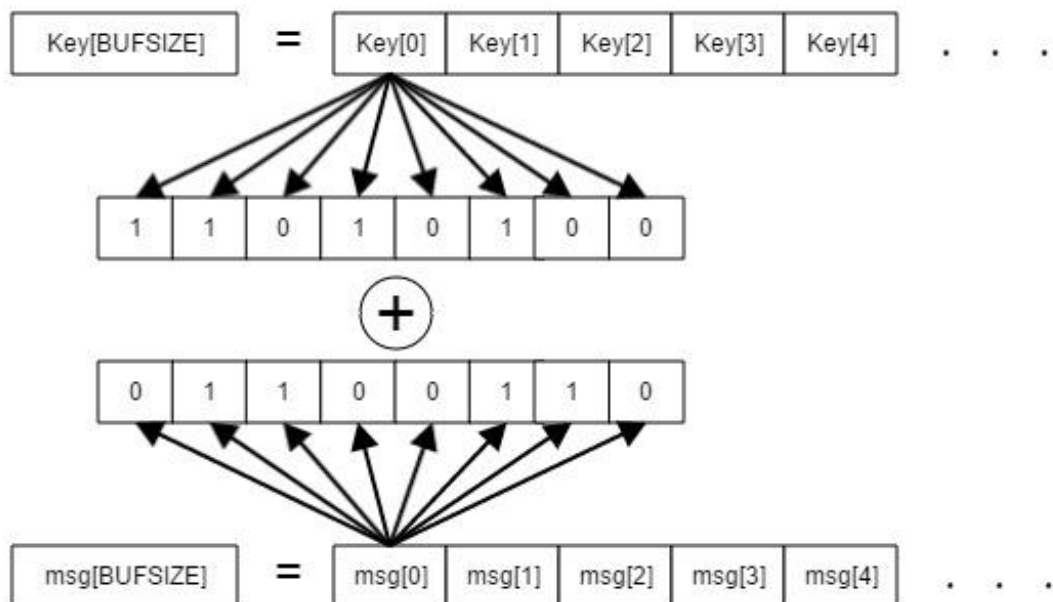 Key[BUFSIZE] = Key[0] Key[1] Key[2] Key[3] Key[4] . . .
1 1 0 1 0 1 0 0
+
0 1 1 0 0 1 1 0
msg[BUFSIZE] = msg[0] msg[1] msg[2] msg[3] msg[4] . . .